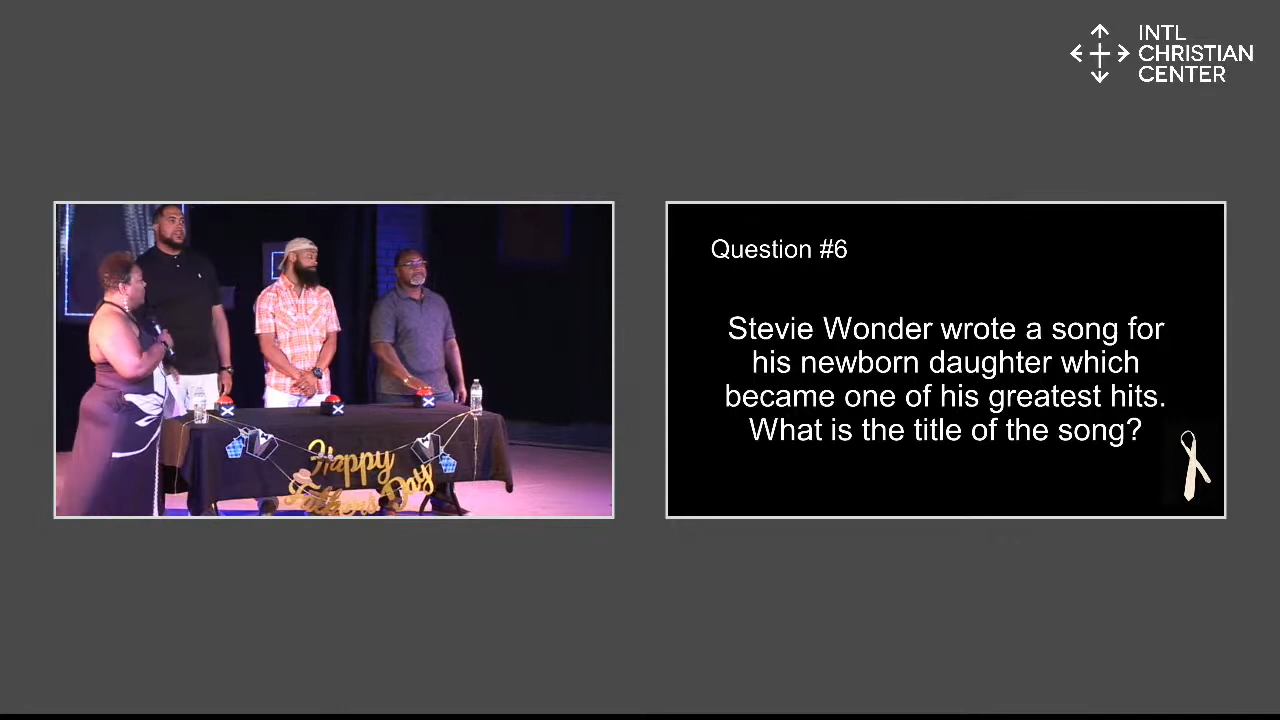 INTL
CHRISTIAN
CENTER
Question #6
Stevie Wonder wrote a song for
his newborn daughter which
became one of his greatest hits.
What is the title of the song?
Happy
Fathers Day